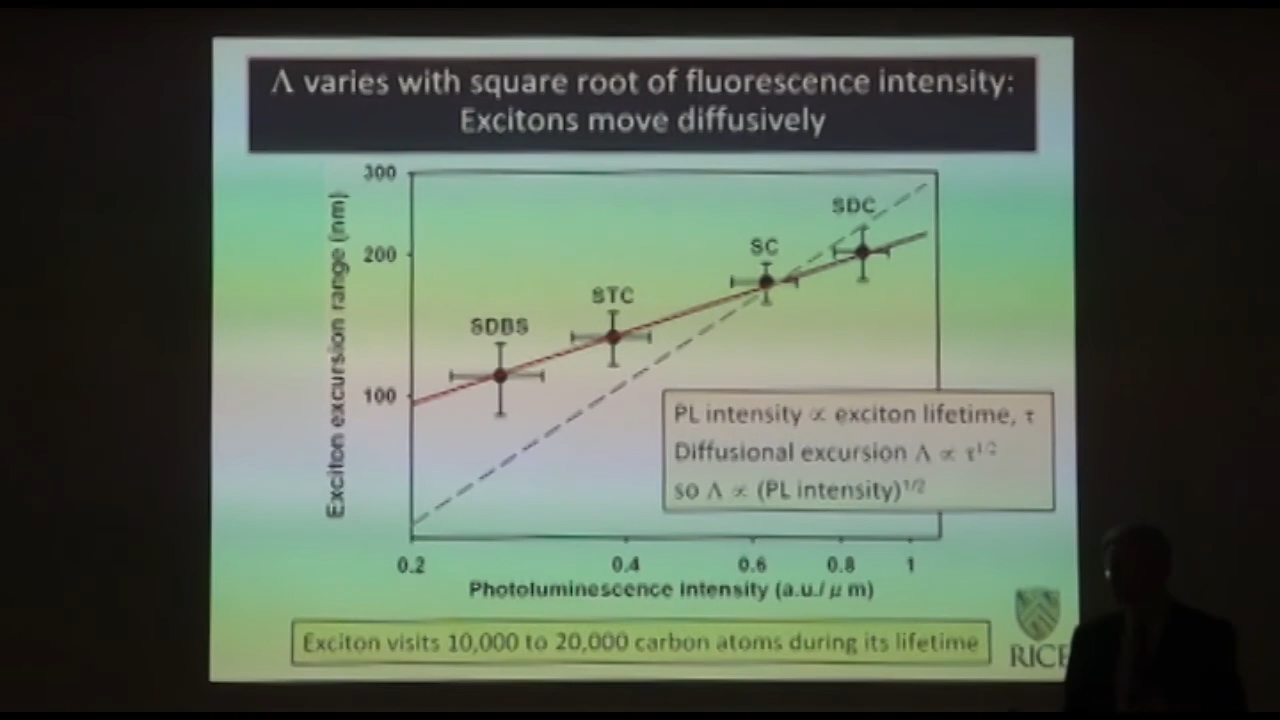 Λ varies with square root of fluorescence intensity:
Excitons move diffusively
300
200
100
Exciton excursion range (nm)
SDBS
STC
SC
SDC
PL intensity ∝ exciton lifetime, τ
Diffusional excursion Λ ∝ τ^1/2
so Λ ∝ (PL intensity)^1/2
0.2 0.4 0.6 0.8 1
Photoluminescence Intensity (a.u./ μ m)
Exciton visits 10,000 to 20,000 carbon atoms during its lifetime
RICE